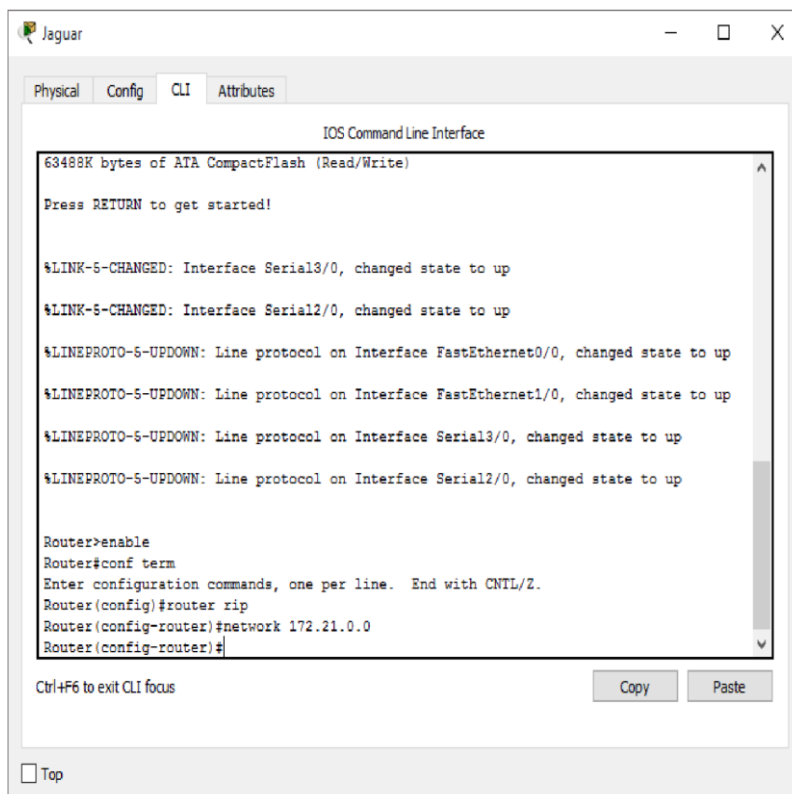 Jaguar
Physical Config CLI Attributes
IOS Command Line Interface
63488K bytes of ATA CompactFlash (Read/Write)
Press RETURN to get started!
%LINK-5-CHANGED: Interface Serial3/0, changed state to up
%LINK-5-CHANGED: Interface Serial2/0, changed state to up
%LINEPROTO-5-UPDOWN: Line protocol on Interface FastEthernet0/0, changed state to up
%LINEPROTO-5-UPDOWN: Line protocol on Interface FastEthernet1/0, changed state to up
%LINEPROTO-5-UPDOWN: Line protocol on Interface Serial3/0, changed state to up
%LINEPROTO-5-UPDOWN: Line protocol on Interface Serial2/0, changed state to up
Router>enable
Router#conf term
Enter configuration commands, one per line.  End with CNTL/Z.
Router(config)#router rip
Router(config-router)#network 172.21.0.0
Router(config-router)#
Ctrl+F6 to exit CLI focus
Copy Paste
Top